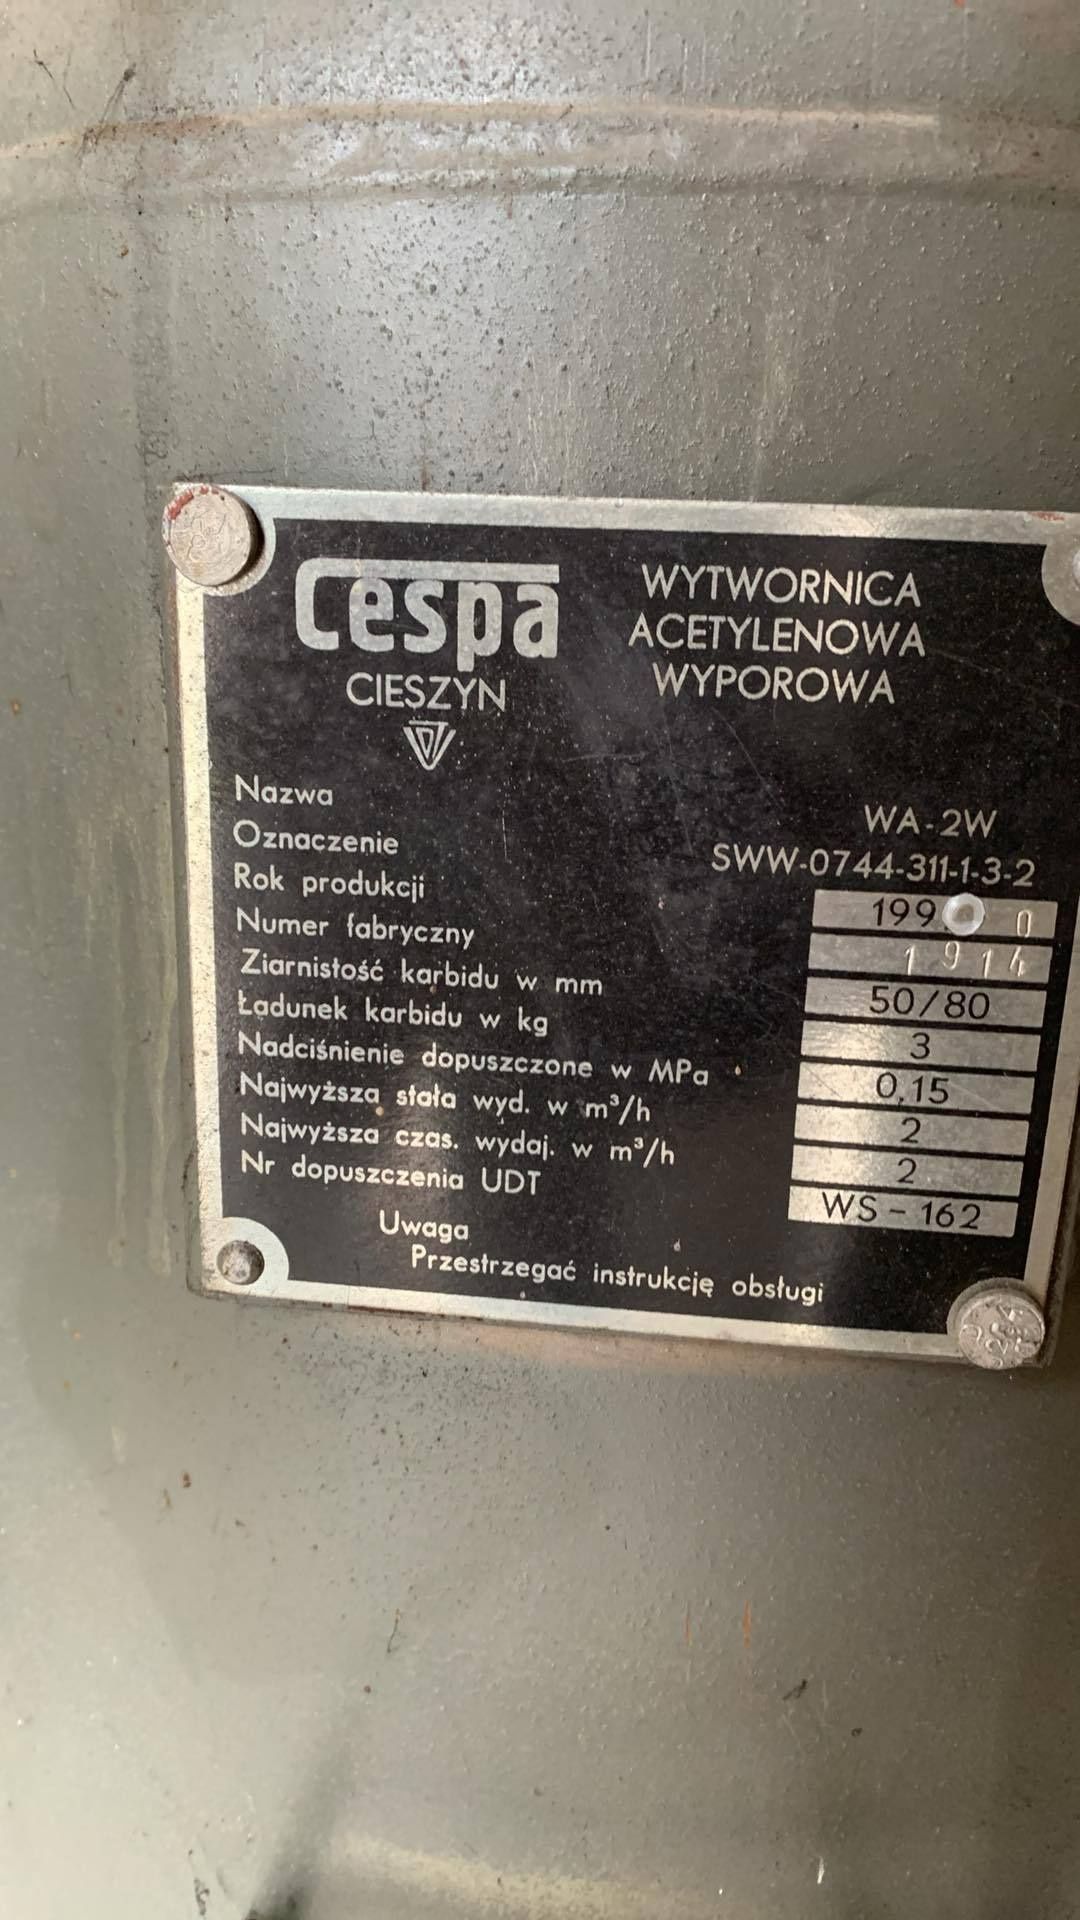 Cespa
CIESZYN
WYTWORNICA
ACETYLENOWA
WYPOROWA
Nazwa WA-2W
Oznaczenie SWW-0744-311-1-3-2
Rok produkcji 199 0
Numer fabryczny 1914
Ziarnistość karbidu w mm 50/80
Ładunek karbidu w kg 3
Nadciśnienie dopuszczone w MPa 0,15
Najwyższa stała wyd. w m³/h 2
Najwyższa czas. wydaj. w m³/h 2
Nr dopuszczenia UDT WS-162
Uwaga
Przestrzegać instrukcję obsługi